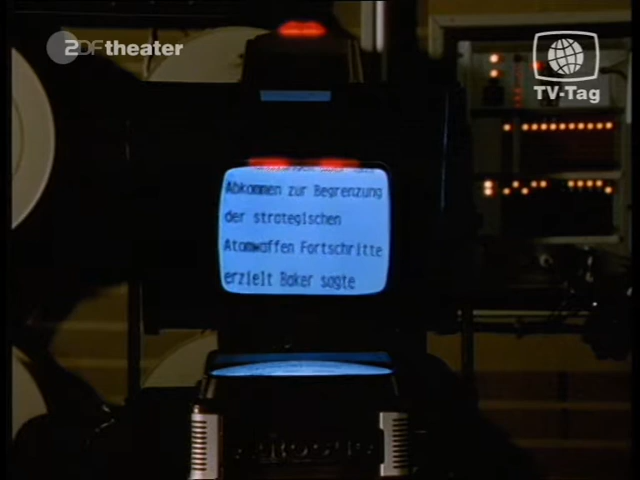 ZDFtheater
TV-Tag
Abkommen zur Begrenzung
der strategischen
Atomwaffen Fortschritte
erzielt Baker sagte